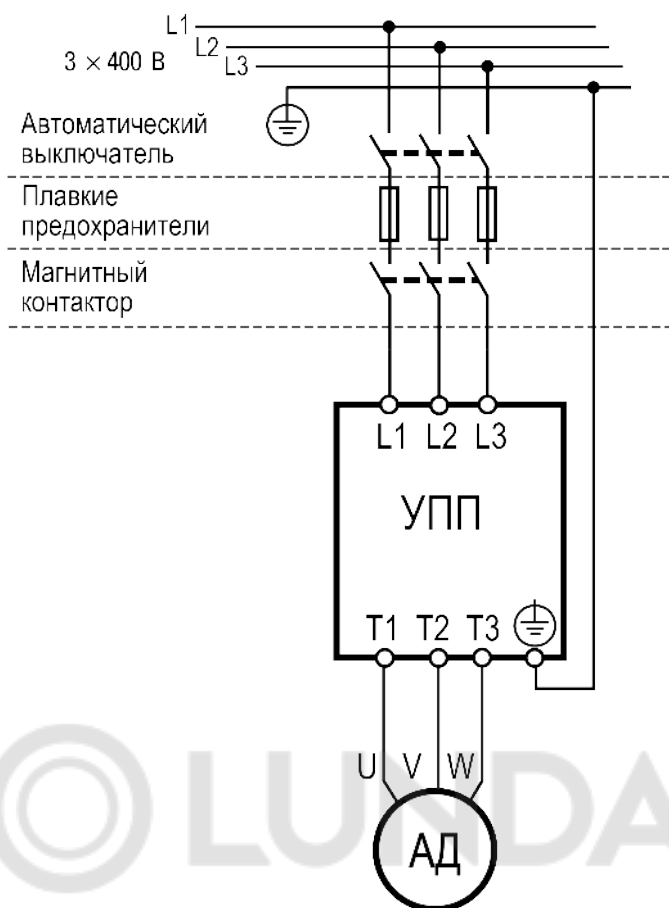 L1
L2
3 × 400 В
L3
Автоматический
выключатель
Плавкие
предохранители
Магнитный
контактор
L1 L2 L3
УПП
T1 T2 T3
U V W
АД
LUNDA